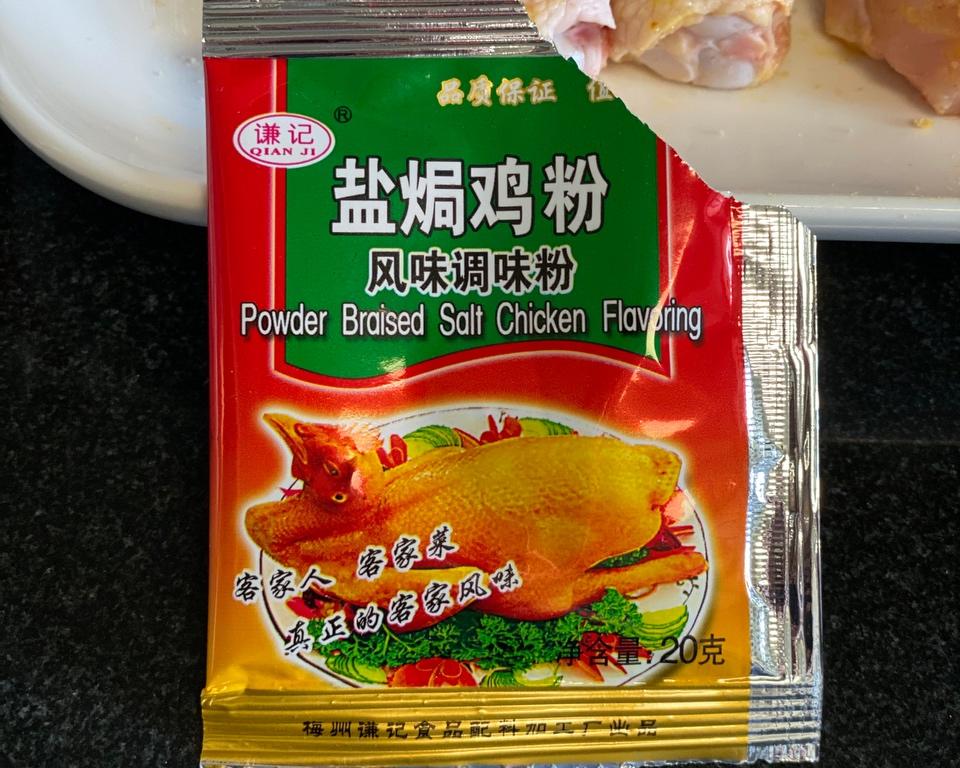 品质保证
谦记
®
QIAN JI
盐焗鸡粉
风味调味粉
Powder Braised Salt Chicken Flavoring
客家人 客家菜
真正的客家风味
净含量:20克
梅州谦记食品配料加工厂出品